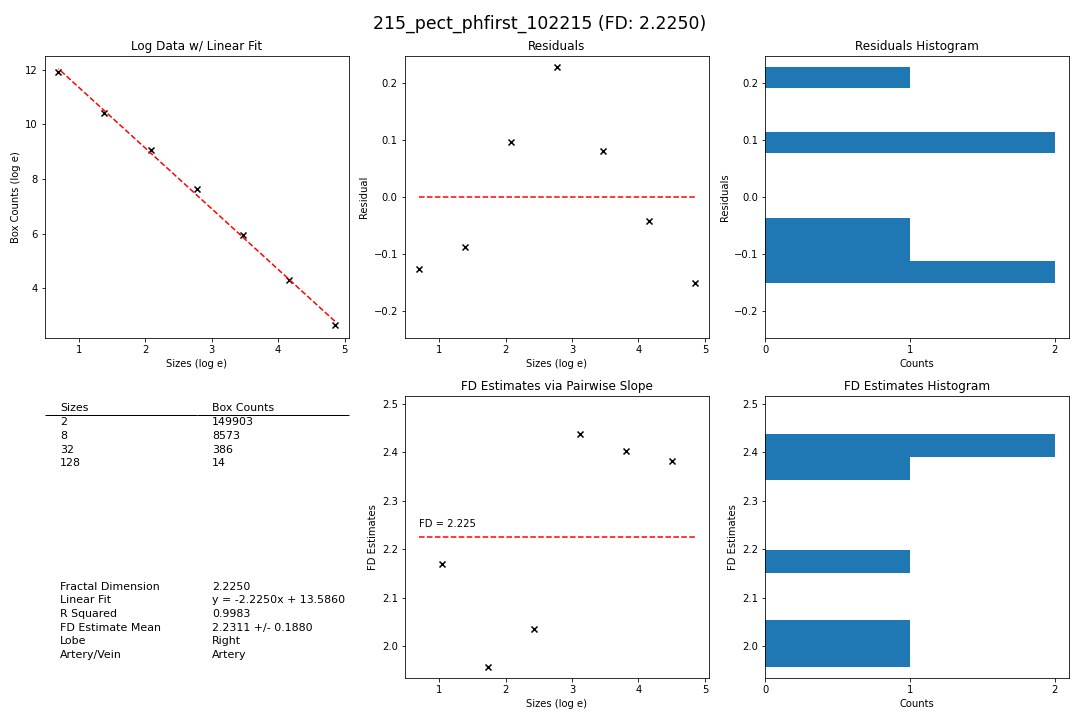 215_pect_phfirst_102215 (FD: 2.2250)
Log Data w/ Linear Fit
12
10
8
6
4
1 2 3 4 5
Box Counts (log e)
Sizes (log e)
Residuals
0.2
0.1
0.0
−0.1
−0.2
1 2 3 4 5
Residual
Sizes (log e)
Residuals Histogram
0.2
0.1
0.0
−0.1
−0.2
0 1 2
Residuals
Counts
Sizes Box Counts
2 149903
8 8573
32 386
128 14
Fractal Dimension 2.2250
Linear Fit y = -2.2250x + 13.5860
R Squared 0.9983
FD Estimate Mean 2.2311 +/- 0.1880
Lobe Right
Artery/Vein Artery
FD Estimates via Pairwise Slope
2.5
2.4
2.3
2.2
2.1
2.0
FD = 2.225
1 2 3 4 5
FD Estimates
Sizes (log e)
FD Estimates Histogram
2.5
2.4
2.3
2.2
2.1
2.0
0 1 2
FD Estimates
Counts